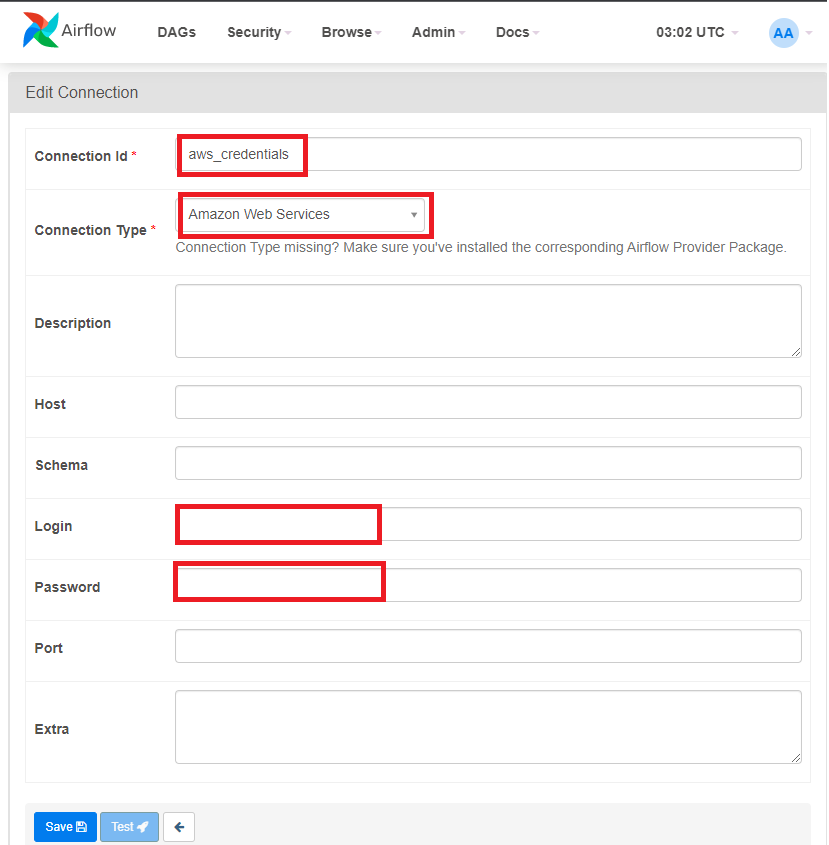 Airflow DAGs Security Browse Admin Docs 03:02 UTC AA
Edit Connection
Connection Id * aws_credentials
Connection Type * Amazon Web Services
Connection Type missing? Make sure you've installed the corresponding Airflow Provider Package.
Description
Host
Schema
Login
Password
Port
Extra
Save Test